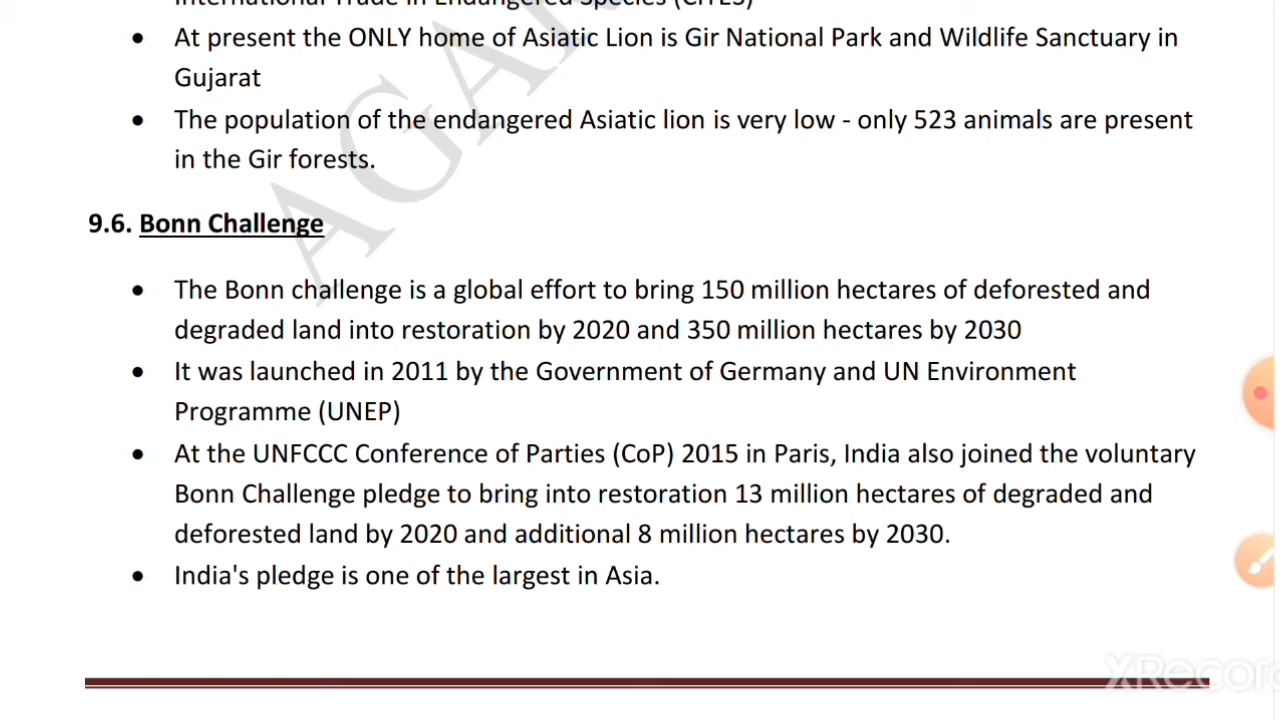 International Trade in Endangered Species (CITES)
• At present the ONLY home of Asiatic Lion is Gir National Park and Wildlife Sanctuary in
Gujarat
• The population of the endangered Asiatic lion is very low - only 523 animals are present
in the Gir forests.
9.6. Bonn Challenge
• The Bonn challenge is a global effort to bring 150 million hectares of deforested and
degraded land into restoration by 2020 and 350 million hectares by 2030
• It was launched in 2011 by the Government of Germany and UN Environment
Programme (UNEP)
• At the UNFCCC Conference of Parties (CoP) 2015 in Paris, India also joined the voluntary
Bonn Challenge pledge to bring into restoration 13 million hectares of degraded and
deforested land by 2020 and additional 8 million hectares by 2030.
• India's pledge is one of the largest in Asia.
XRecor